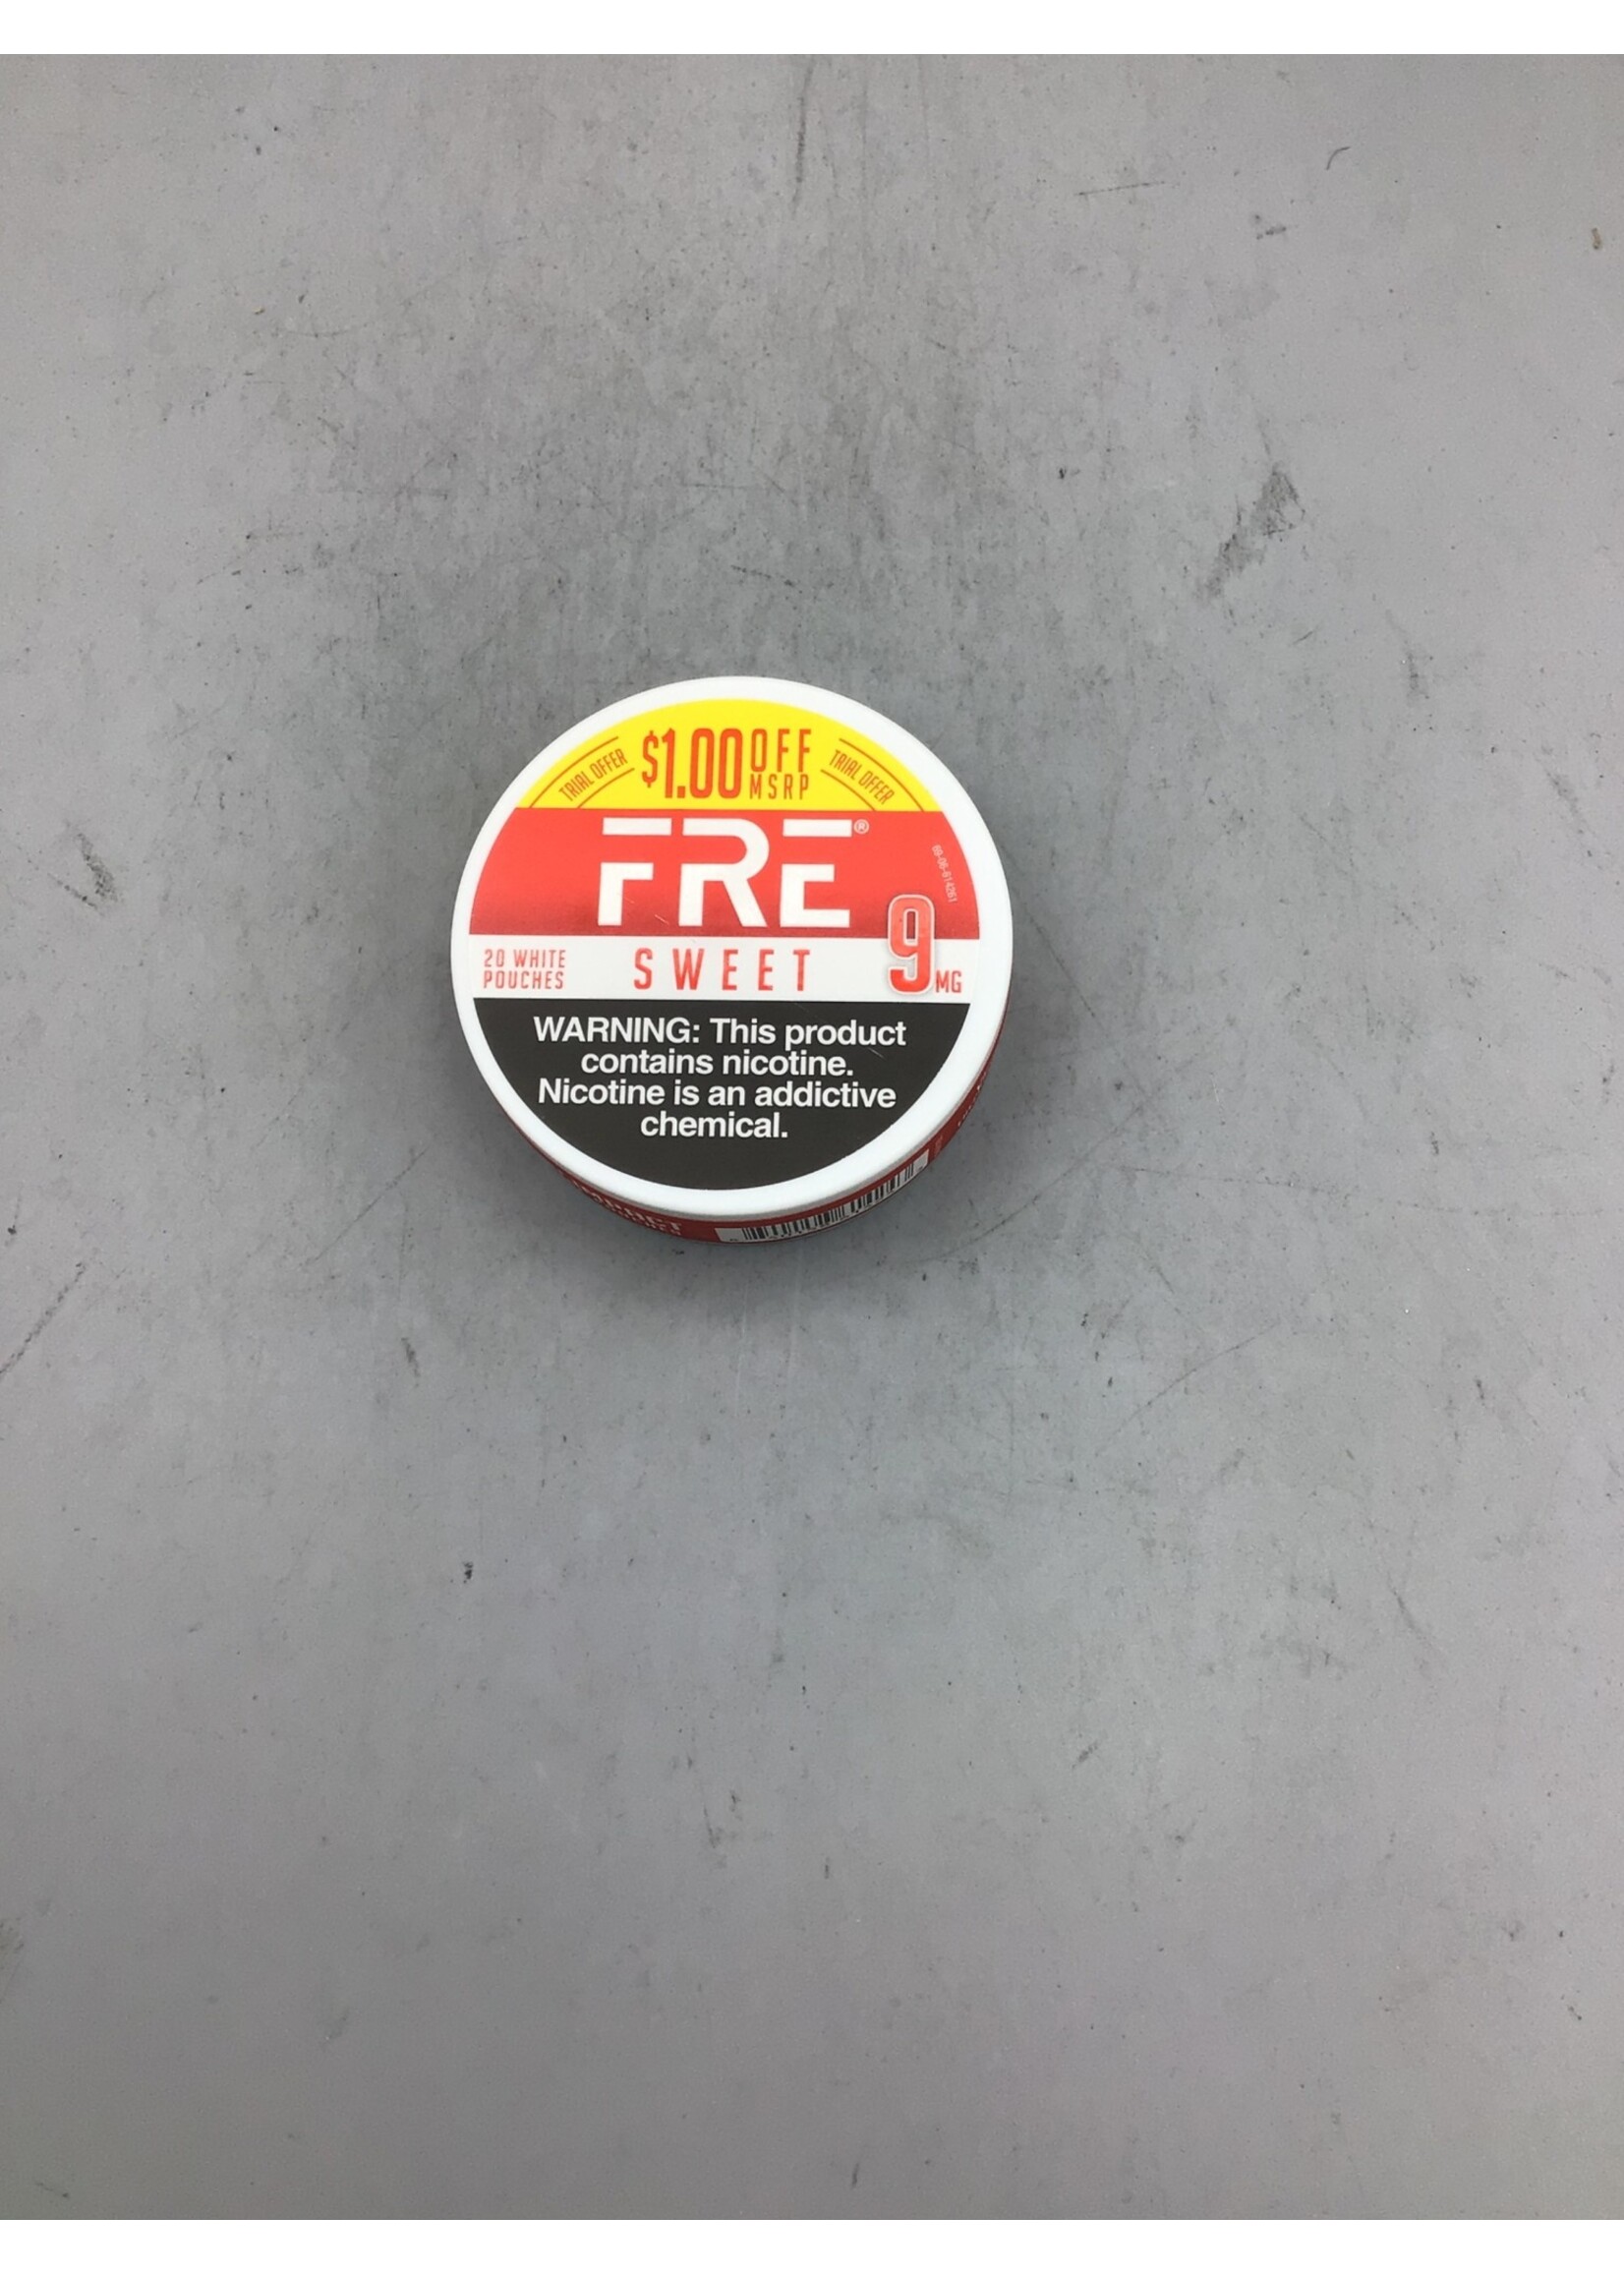 TRIAL OFFER
$1.00 OFF
MSRP
TRIAL OFFER
FRE®
20 WHITE
POUCHES
SWEET
9 MG
WARNING: This product
contains nicotine.
Nicotine is an addictive
chemical.